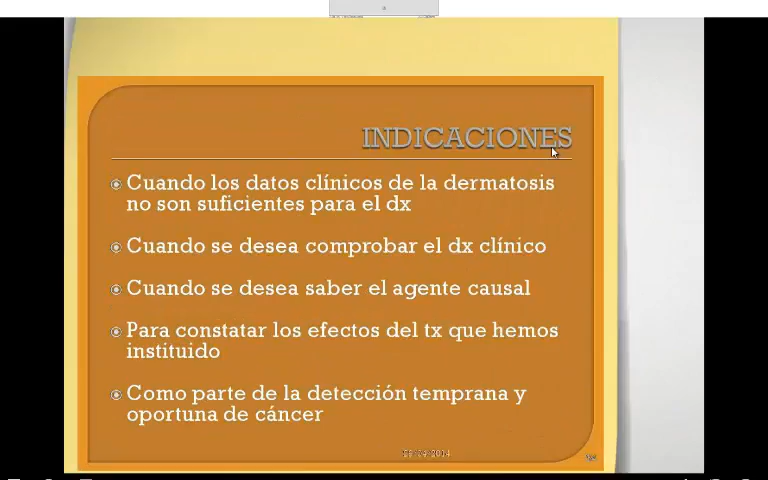 INDICACIONES
Cuando los datos clínicos de la dermatosis
no son suficientes para el dx
Cuando se desea comprobar el dx clínico
Cuando se desea saber el agente causal
Para constatar los efectos del tx que hemos
instituido
Como parte de la detección temprana y
oportuna de cáncer